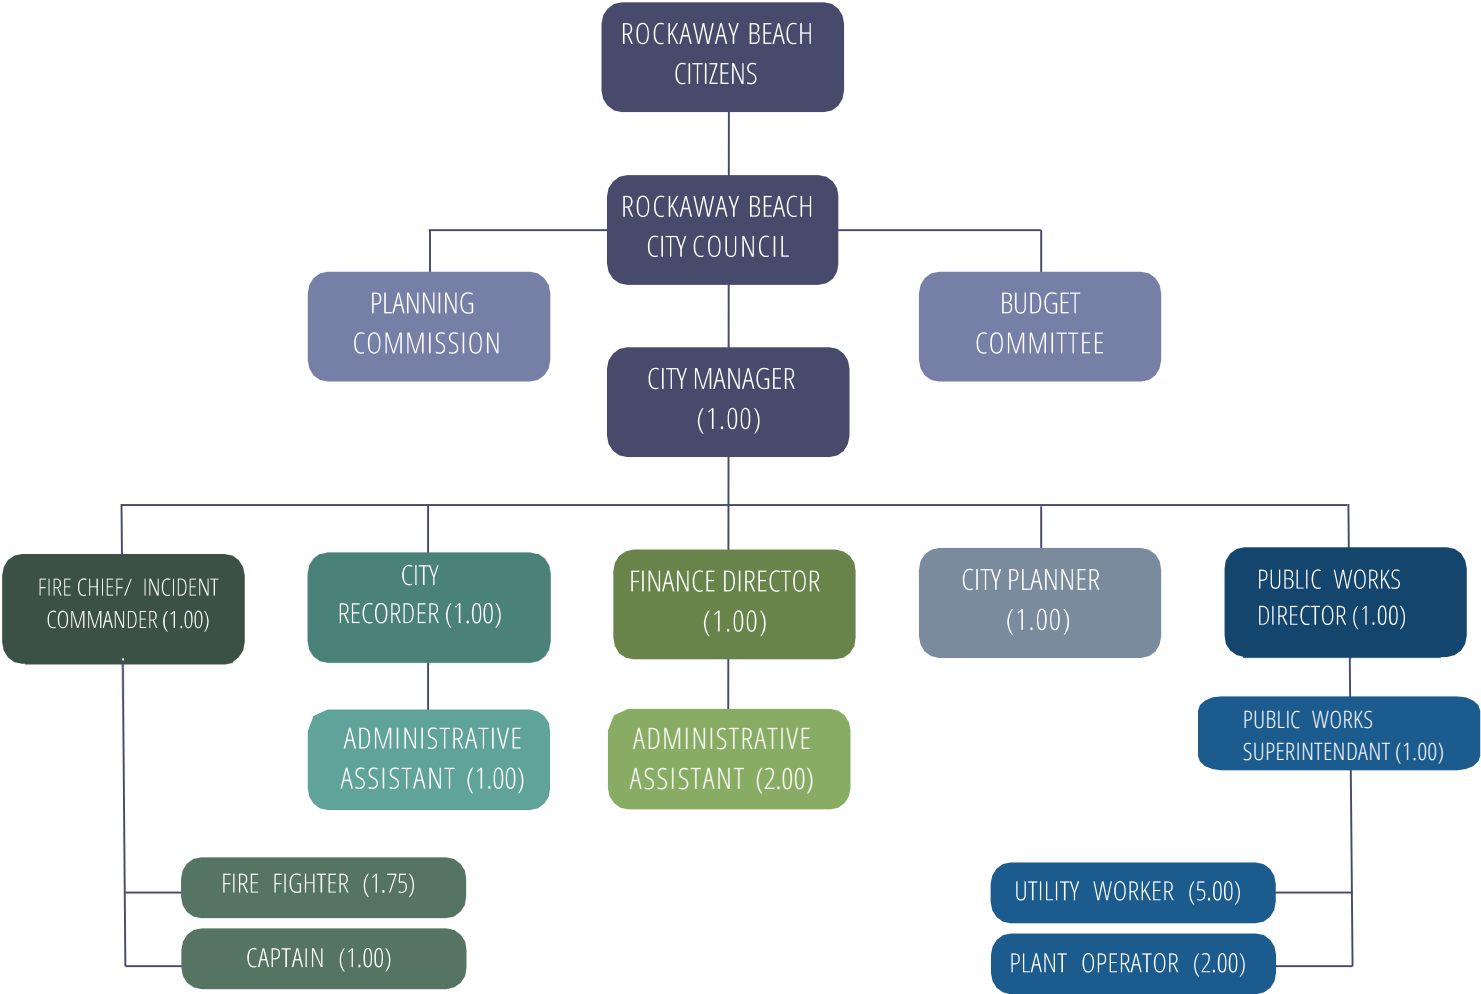 ROCKAWAY BEACH
CITIZENS
ROCKAWAY BEACH
CITY COUNCIL
PLANNING
COMMISSION
BUDGET
COMMITTEE
CITY MANAGER
(1.00)
FIRE CHIEF/ INCIDENT
COMMANDER (1.00)
CITY
RECORDER (1.00)
FINANCE DIRECTOR
(1.00)
CITY PLANNER
(1.00)
PUBLIC WORKS
DIRECTOR (1.00)
ADMINISTRATIVE
ASSISTANT (1.00)
ADMINISTRATIVE
ASSISTANT (2.00)
PUBLIC WORKS
SUPERINTENDANT (1.00)
FIRE FIGHTER (1.75)
CAPTAIN (1.00)
UTILITY WORKER (5.00)
PLANT OPERATOR (2.00)